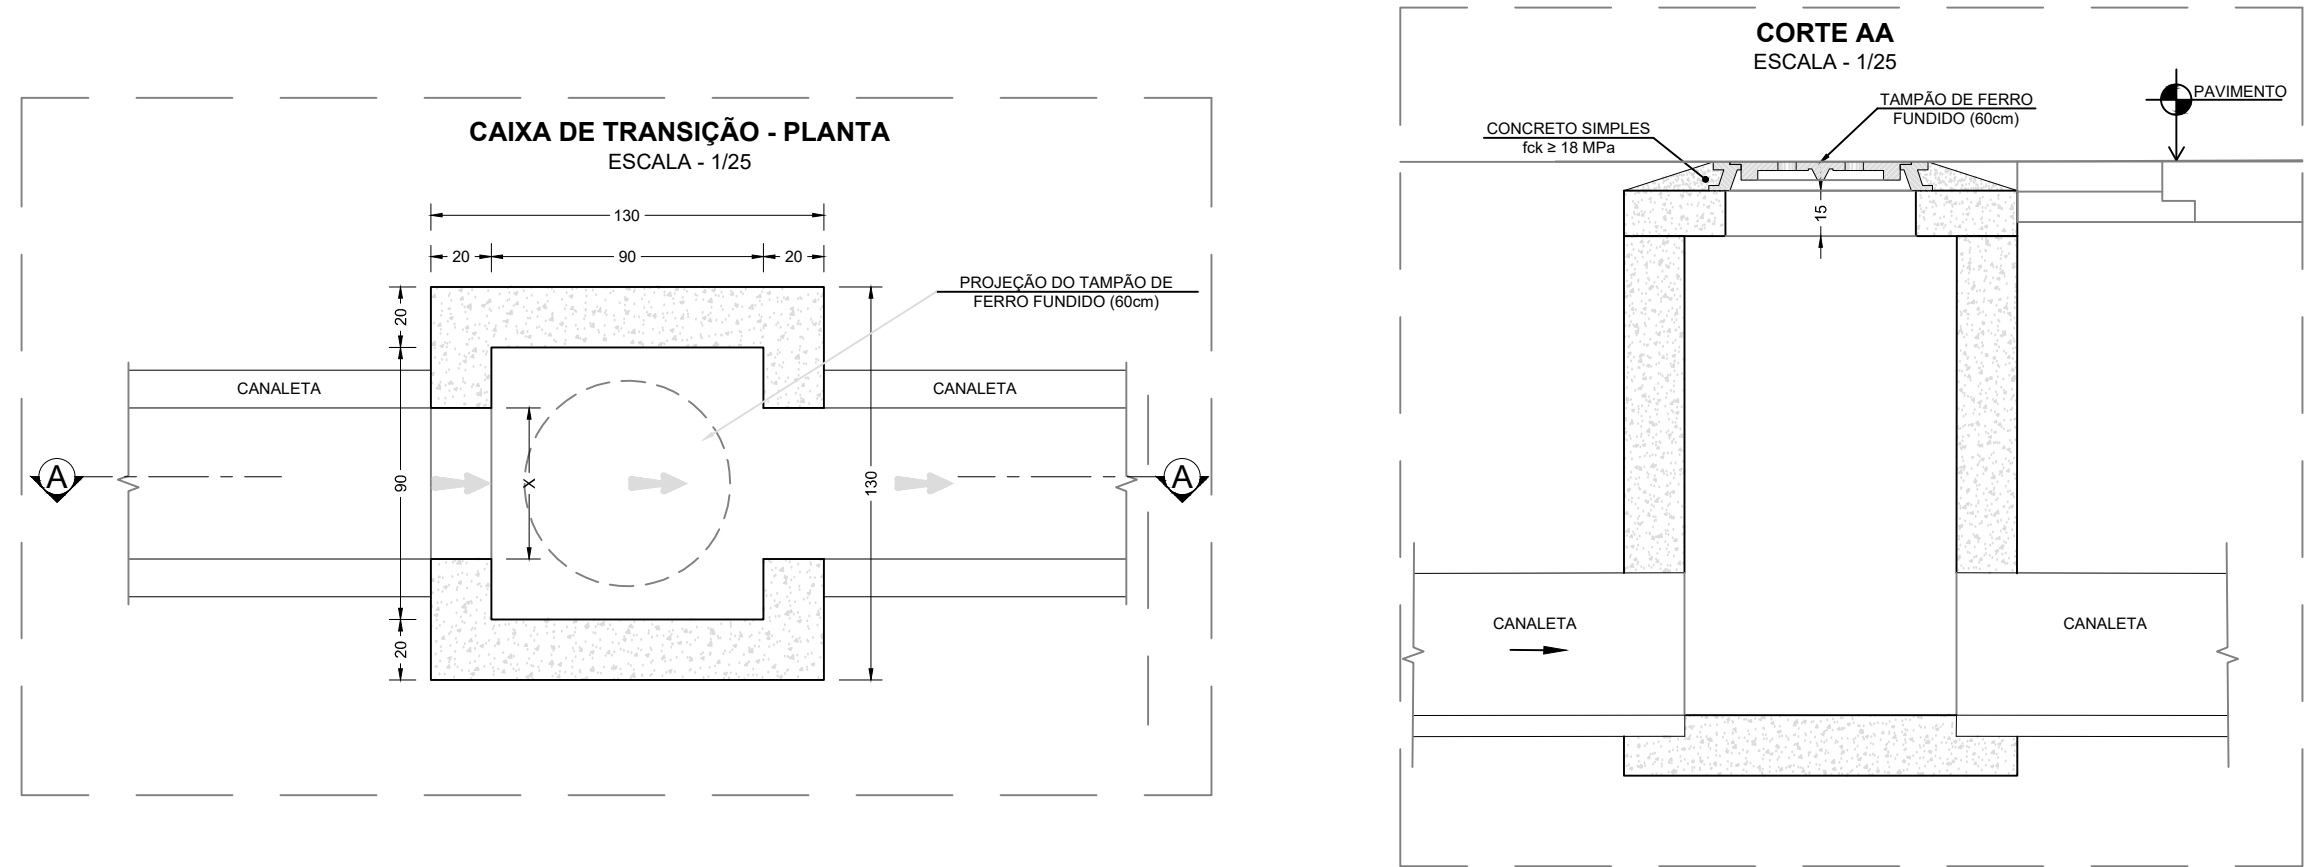 CAIXA DE TRANSIÇÃO - PLANTA
ESCALA - 1/25
130
20
90
20
PROJEÇÃO DO TAMPÃO DE
FERRO FUNDIDO (60cm)
20
CANALETA
CANALETA
A
90
X
130
A
20
CORTE AA
ESCALA - 1/25
PAVIMENTO
TAMPÃO DE FERRO
FUNDIDO (60cm)
CONCRETO SIMPLES
fck ≥ 18 MPa
15
CANALETA
CANALETA